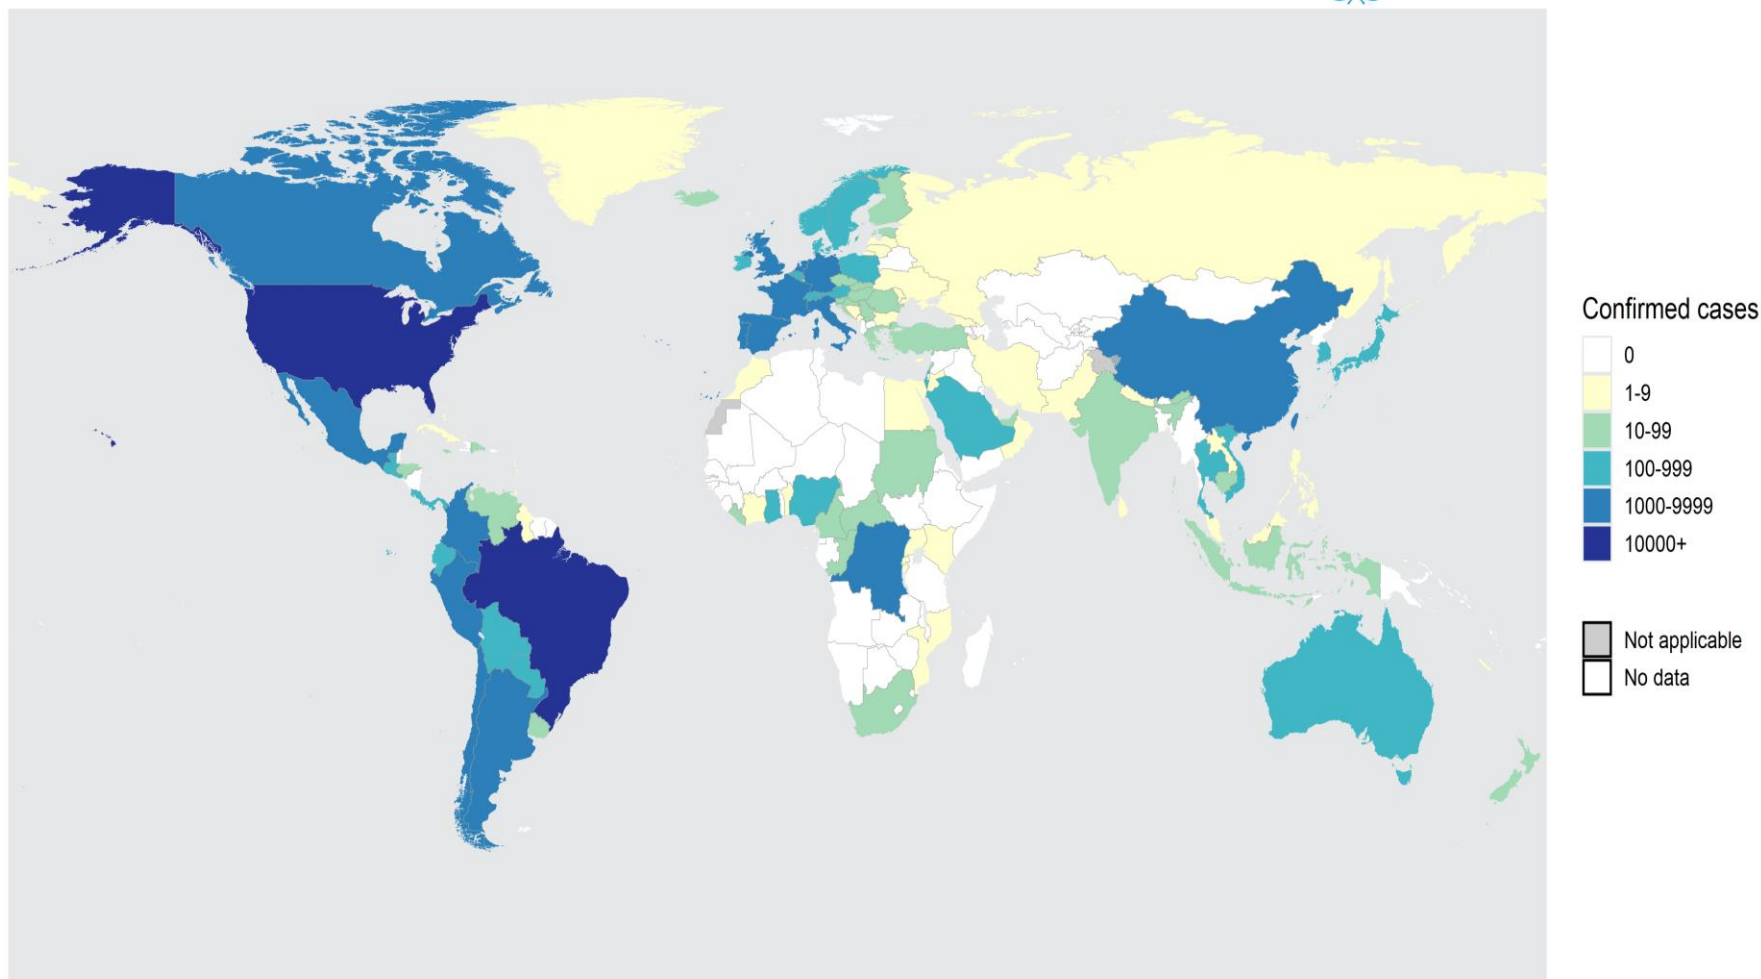 Confirmed cases
0
1-9
10-99
100-999
1000-9999
10000+
Not applicable
No data